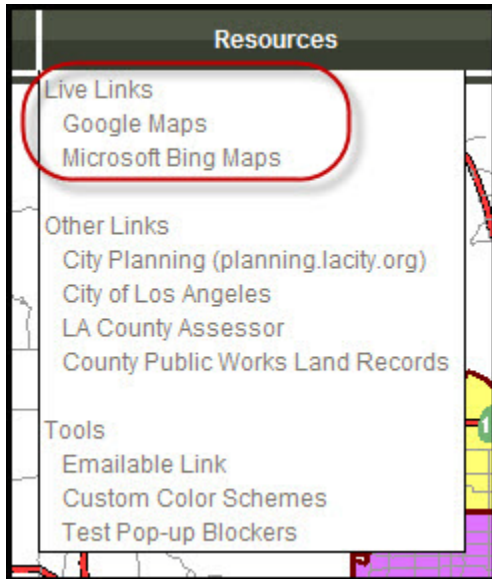 Resources
Live Links
Google Maps
Microsoft Bing Maps
Other Links
City Planning (planning.lacity.org)
City of Los Angeles
LA County Assessor
County Public Works Land Records
Tools
Emailable Link
Custom Color Schemes
Test Pop-up Blockers